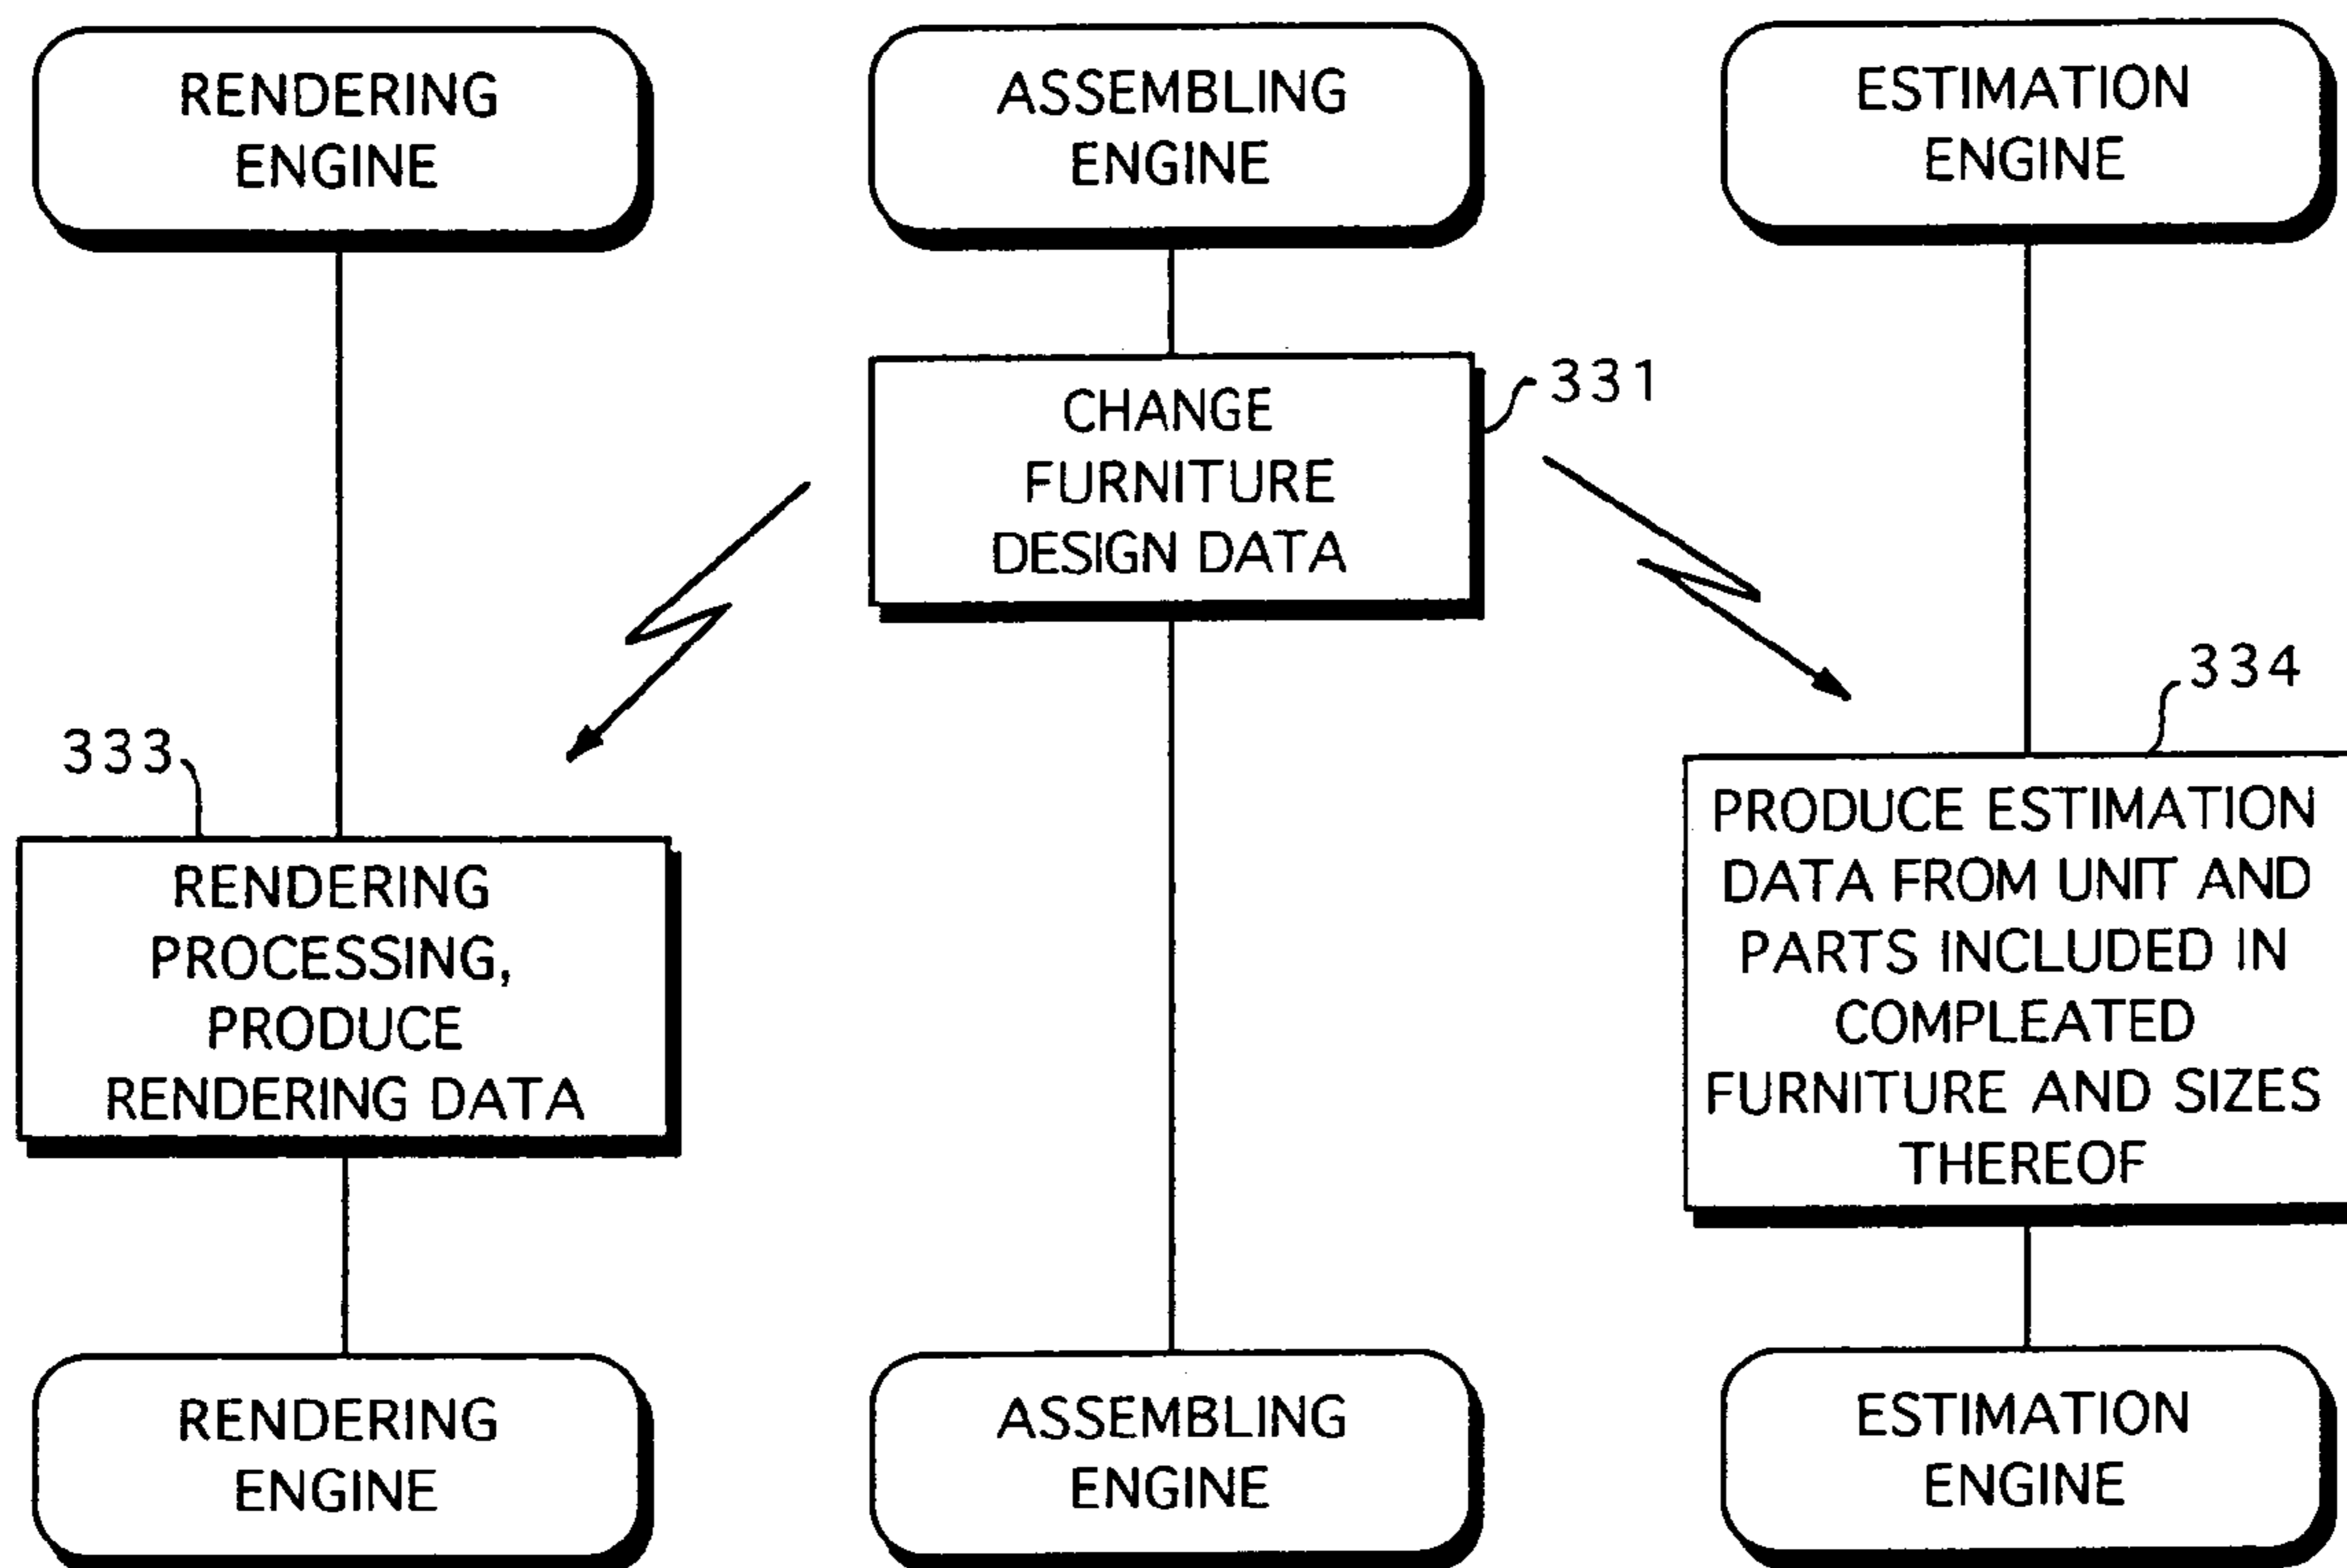 RENDERING
ENGINE
ASSEMBLING
ENGINE
ESTIMATION
ENGINE
CHANGE
FURNITURE
DESIGN DATA
331
334
333
RENDERING
PROCESSING,
PRODUCE
RENDERING DATA
PRODUCE ESTIMATION
DATA FROM UNIT AND
PARTS INCLUDED IN
COMPLEATED
FURNITURE AND SIZES
THEREOF
RENDERING
ENGINE
ASSEMBLING
ENGINE
ESTIMATION
ENGINE